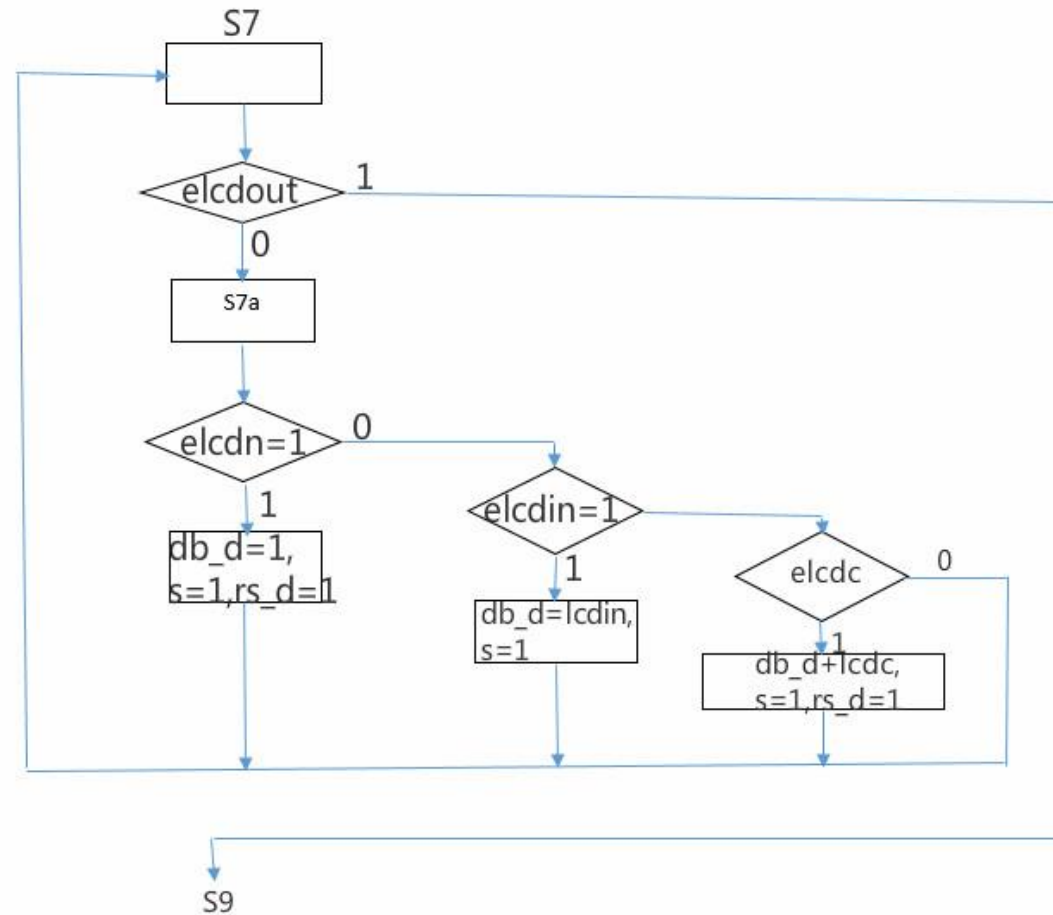 S7
elcdout
1
0
S7a
elcdn=1
0
1
db_d=1,
s=1,rs_d=1
elcdin=1
1
db_d=lcdin,
s=1
elcdc
0
1
db_d+lcdc,
s=1,rs_d=1
S9